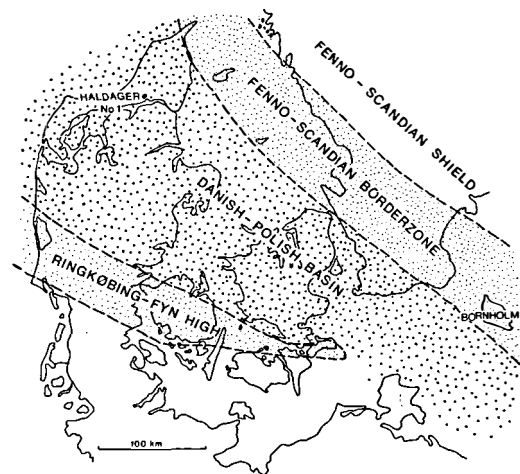 FENNO-SCANDIAN SHIELD
FENNO-SCANDIAN BORDERZONE
HALDAGER
No 1
DANISH-POLISH BASIN
RINGKØBING-FYN HIGH
BORNHOLM
100 km